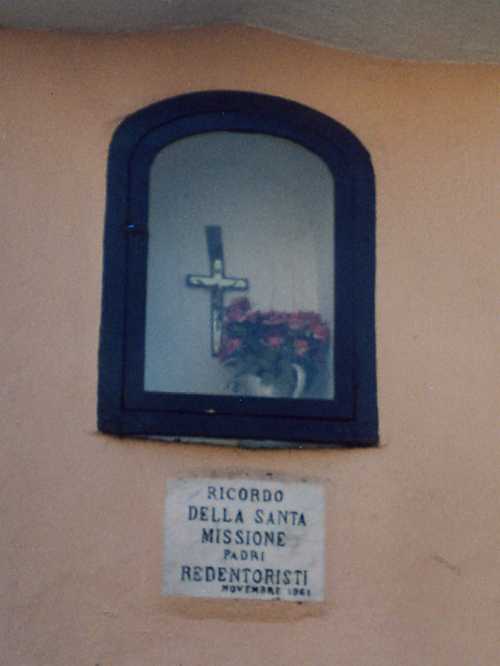 RICORDO
DELLA SANTA
MISSIONE
PADRI
REDENTORISTI
NOVEMBRE 1961